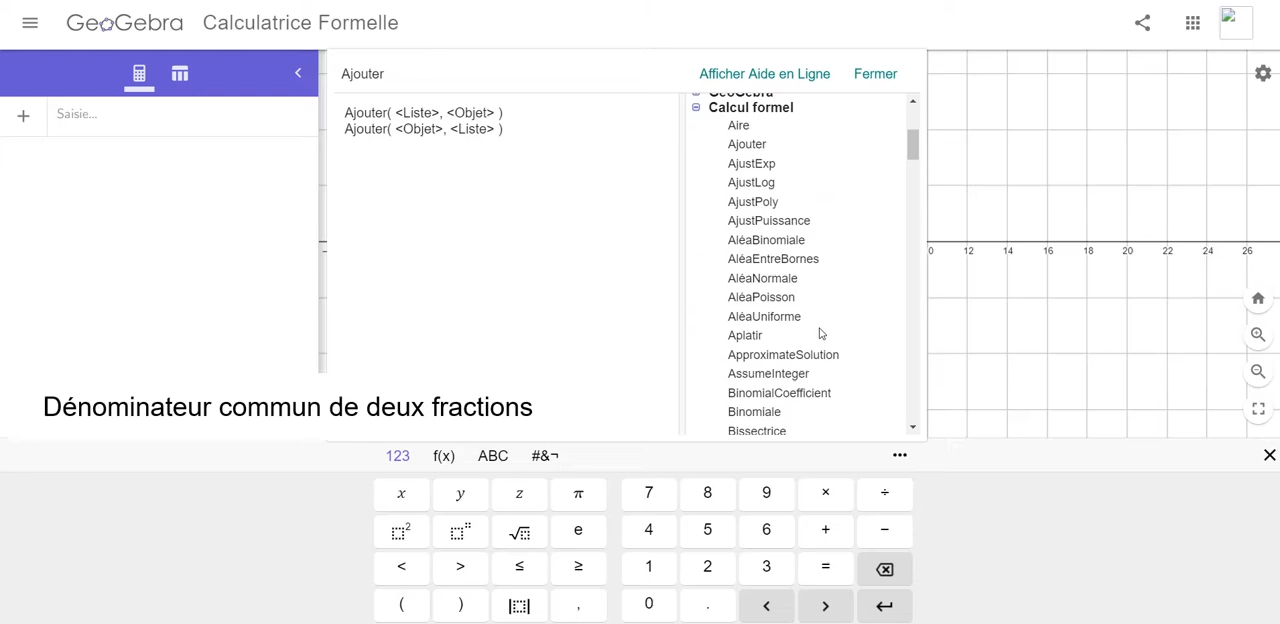 GeoGebra Calculatrice Formelle
Ajouter Afficher Aide en Ligne Fermer
Saisie...
Ajouter( <Liste>, <Objet> )
Ajouter( <Objet>, <Liste> )
GeoGebra
Calcul formel
Aire
Ajouter
AjustExp
AjustLog
AjustPoly
AjustPuissance
AléaBinomiale
AléaEntreBornes
AléaNormale
AléaPoisson
AléaUniforme
Aplatir
ApproximateSolution
AssumeInteger
BinomialCoefficient
Binomiale
Bissectrice
0 12 14 16 18 20 22 24 26
Dénominateur commun de deux fractions
123 f(x) ABC #&¬
x y z π 7 8 9 × ÷
e 4 5 6 + −
< > ≤ ≥ 1 2 3 =
( ) , 0 . < >